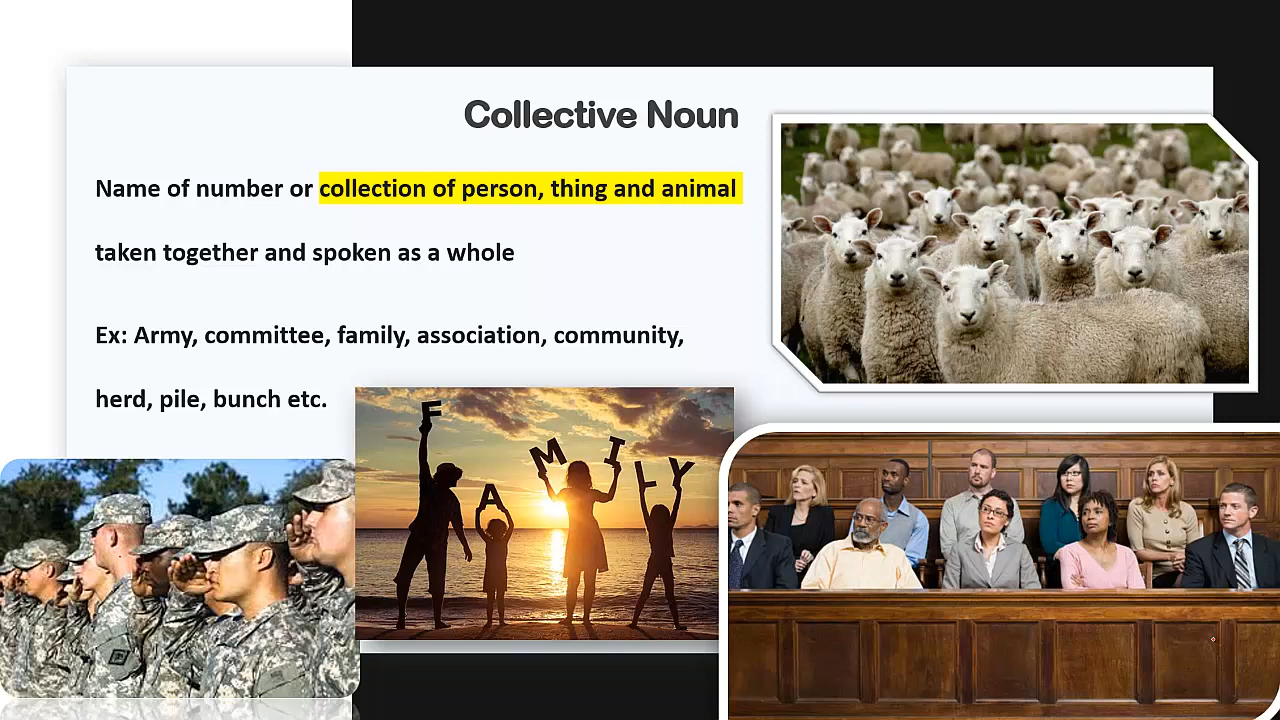 Collective Noun
Name of number or collection of person, thing and animal
taken together and spoken as a whole
Ex: Army, committee, family, association, community,
herd, pile, bunch etc.
F A M I L Y